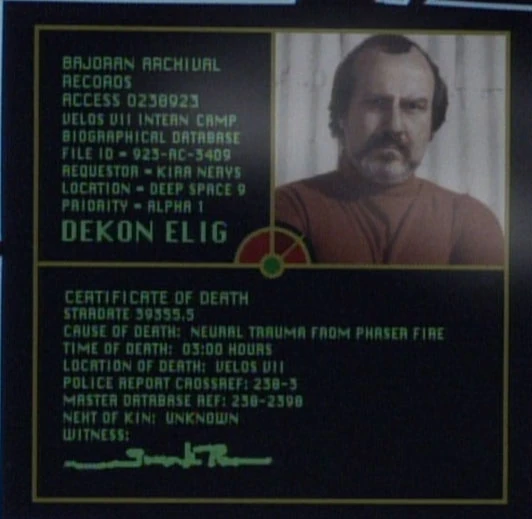 BAJORAN ARCHIVAL
RECORDS
ACCESS 0238923
VELOS VII INTERN CAMP
BIOGRAPHICAL DATABASE
FILE ID = 923-AC-3409
REQUESTOR = KIRA NERYS
LOCATION = DEEP SPACE 9
PRIORITY = ALPHA 1
DEKON ELIG
CERTIFICATE OF DEATH
STARDATE 39355.5
CAUSE OF DEATH: NEURAL TRAUMA FROM PHASER FIRE
TIME OF DEATH: 03:00 HOURS
LOCATION OF DEATH: VELOS VII
POLICE REPORT CROSSREF: 238-3
MASTER DATABASE REF: 238-2398
NEXT OF KIN: UNKNOWN
WITNESS: